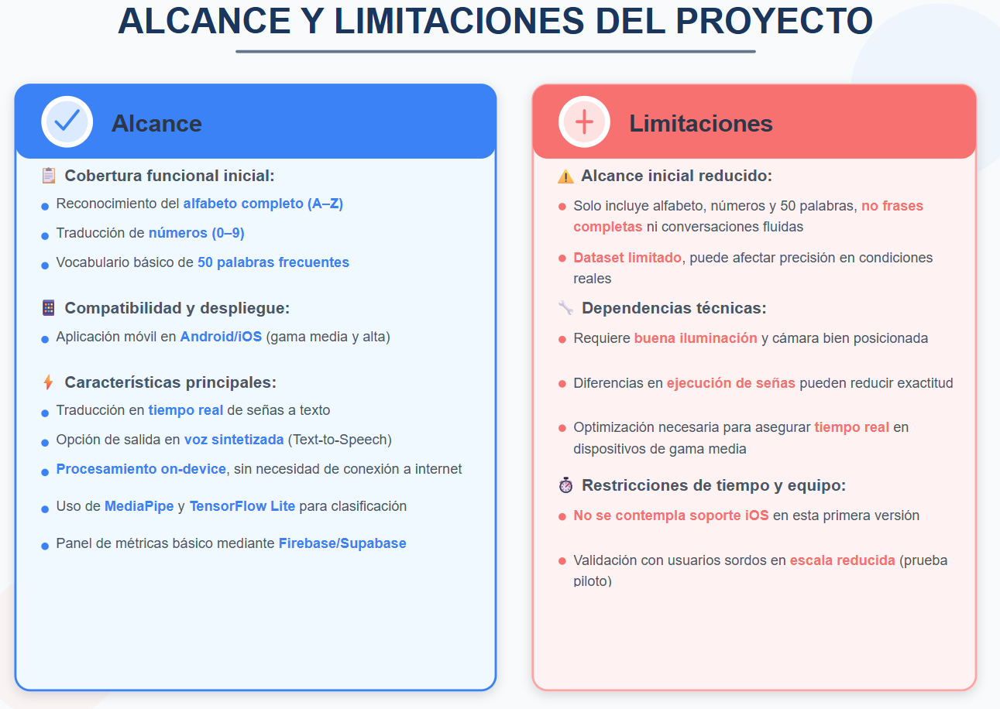 ALCANCE Y LIMITACIONES DEL PROYECTO
Alcance
Cobertura funcional inicial:
Reconocimiento del alfabeto completo (A–Z)
Traducción de números (0–9)
Vocabulario básico de 50 palabras frecuentes
Compatibilidad y despliegue:
Aplicación móvil en Android/iOS (gama media y alta)
Características principales:
Traducción en tiempo real de señas a texto
Opción de salida en voz sintetizada (Text-to-Speech)
Procesamiento on-device, sin necesidad de conexión a internet
Uso de MediaPipe y TensorFlow Lite para clasificación
Panel de métricas básico mediante Firebase/Supabase
Limitaciones
Alcance inicial reducido:
Solo incluye alfabeto, números y 50 palabras, no frases
completas ni conversaciones fluidas
Dataset limitado, puede afectar precisión en condiciones
reales
Dependencias técnicas:
Requiere buena iluminación y cámara bien posicionada
Diferencias en ejecución de señas pueden reducir exactitud
Optimización necesaria para asegurar tiempo real en
dispositivos de gama media
Restricciones de tiempo y equipo:
No se contempla soporte iOS en esta primera versión
Validación con usuarios sordos en escala reducida (prueba
piloto)